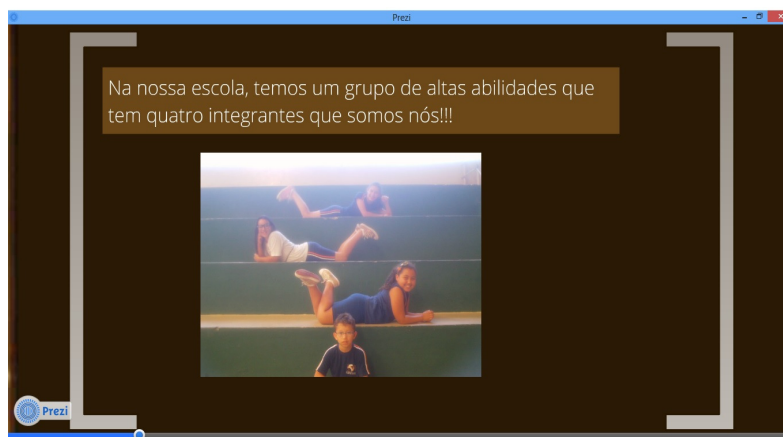 Prezi
Na nossa escola, temos um grupo de altas abilidades que
tem quatro integrantes que somos nós!!!
Prezi